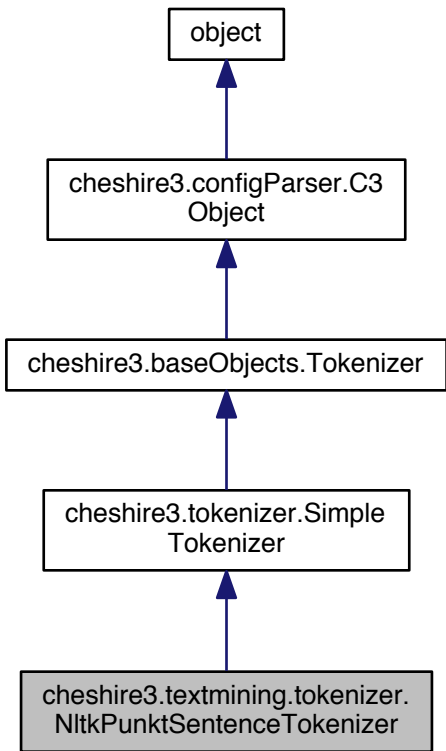 object
cheshire3.configParser.C3
Object
cheshire3.baseObjects.Tokenizer
cheshire3.tokenizer.Simple
Tokenizer
cheshire3.textmining.tokenizer.
NltkPunktSentenceTokenizer